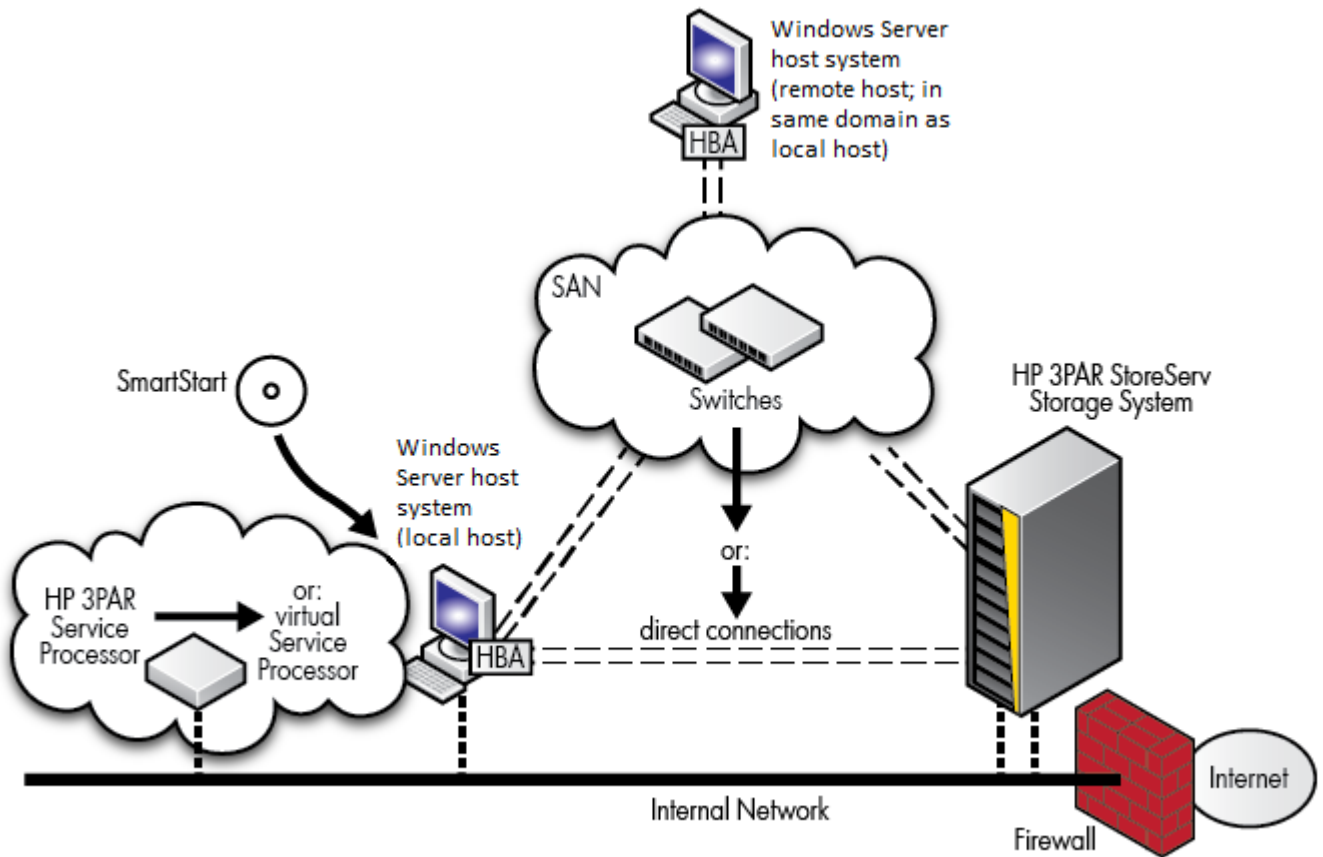 Windows Server
host system
(remote host; in
same domain as
local host)
HBA
SAN
Switches
SmartStart
HP 3PAR StoreServ
Storage System
Windows
Server host
system
(local host)
or:
HP 3PAR
Service
Processor
or:
virtual
Service
Processor
direct connections
HBA
Internet
Internal Network
Firewall